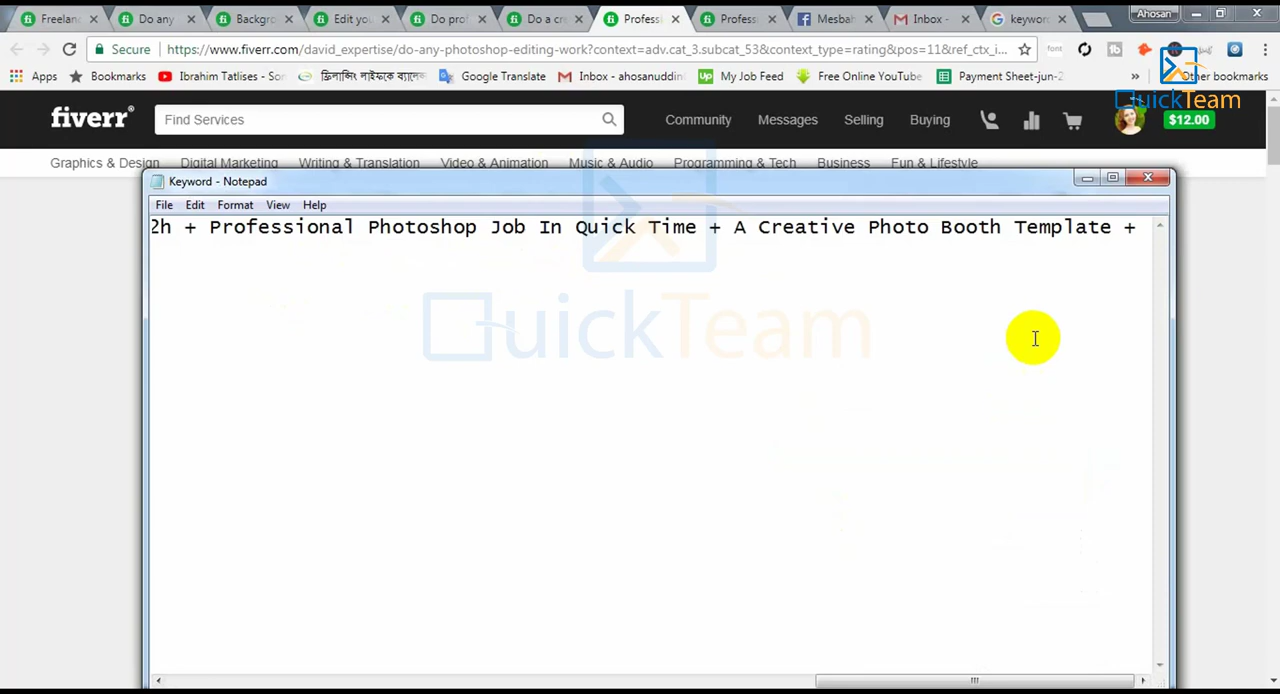 Freelan
Do any
Backgro
Edit yo
Do pro
Do a cr
Profess
Profess
Mesbah
Inbox -
keyword
Ahosan
Secure
https://www.fiverr.com/david_expertise/do-any-photoshop-editing-work?context=adv.cat_3.subcat_53&context_type=rating&pos=11&ref_ctx_i...
Apps
Bookmarks
Ibrahim Tatlises - Son
ফ্রিলান্সিং লাইফকে ব্যালেন্স
Google Translate
Inbox - ahosanuddin
My Job Feed
Free Online YouTube
Payment Sheet-jun-2
»
Other bookmarks
QuickTeam
fiverr
Find Services
Community
Messages
Selling
Buying
$12.00
Graphics & Design
Digital Marketing
Writing & Translation
Video & Animation
Music & Audio
Programming & Tech
Business
Fun & Lifestyle
Keyword - Notepad
File Edit Format View Help
2h + Professional Photoshop Job In Quick Time + A Creative Photo Booth Template +
QuickTeam